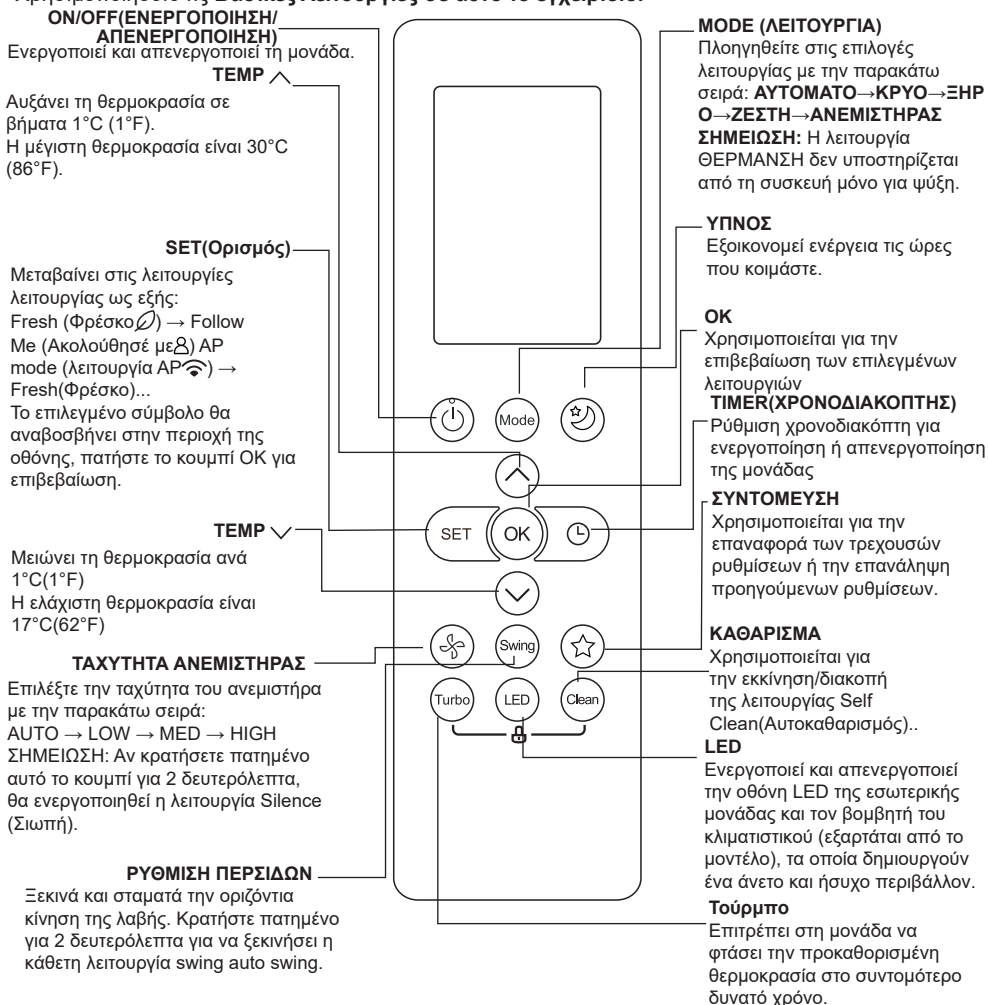 Χρησιμοποιήστε τις Βασικές Λειτουργίες σε αυτό το εγχειρίδιο.
ON/OFF(ΕΝΕΡΓΟΠΟΙΗΣΗ/
ΑΠΕΝΕΡΓΟΠΟΙΗΣΗ)
Ενεργοποιεί και απενεργοποιεί τη μονάδα.
TEMP
Αυξάνει τη θερμοκρασία σε
βήματα 1°C (1°F).
Η μέγιστη θερμοκρασία είναι 30°C
(86°F).
SET(Ορισμός)
Μεταβαίνει στις λειτουργίες
λειτουργίας ως εξής:
Fresh (Φρέσκο) → Follow
Me (Ακολούθησέ με) AP
mode (λειτουργία AP) →
Fresh(Φρέσκο)...
Το επιλεγμένο σύμβολο θα
αναβοσβήνει στην περιοχή της
οθόνης, πατήστε το κουμπί OK για
επιβεβαίωση.
TEMP
Μειώνει τη θερμοκρασία ανά
1°C(1°F)
Η ελάχιστη θερμοκρασία είναι
17°C(62°F)
ΤΑΧΥΤΗΤΑ ΑΝΕΜΙΣΤΗΡΑΣ
Επιλέξτε την ταχύτητα του ανεμιστήρα
με την παρακάτω σειρά:
AUTO → LOW → MED → HIGH
ΣΗΜΕΙΩΣΗ: Αν κρατήσετε πατημένο
αυτό το κουμπί για 2 δευτερόλεπτα,
θα ενεργοποιηθεί η λειτουργία Silence
(Σιωπή).
ΡΥΘΜΙΣΗ ΠΕΡΣΙΔΩΝ
Ξεκινά και σταματά την οριζόντια
κίνηση της λαβής. Κρατήστε πατημένο
για 2 δευτερόλεπτα για να ξεκινήσει η
κάθετη λειτουργία swing auto swing.
Mode
SET
OK
Swing
Turbo
LED
Clean
MODE (ΛΕΙΤΟΥΡΓΙΑ)
Πλοηγηθείτε στις επιλογές
λειτουργίας με την παρακάτω
σειρά: ΑΥΤΟΜΑΤΟ→ΚΡΥΟ→ΞΗΡ
Ο→ΖΕΣΤΗ→ΑΝΕΜΙΣΤΗΡΑΣ
ΣΗΜΕΙΩΣΗ: Η λειτουργία
ΘΕΡΜΑΝΣΗ δεν υποστηρίζεται
από τη συσκευή μόνο για ψύξη.
ΥΠΝΟΣ
Εξοικονομεί ενέργεια τις ώρες
που κοιμάστε.
OK
Χρησιμοποιείται για την
επιβεβαίωση των επιλεγμένων
λειτουργιών
TIMER(ΧΡΟΝΟΔΙΑΚΟΠΤΗΣ)
Ρύθμιση χρονοδιακόπτη για
ενεργοποίηση ή απενεργοποίηση
της μονάδας
ΣΥΝΤΟΜΕΥΣΗ
Χρησιμοποιείται για την
επαναφορά των τρεχουσών
ρυθμίσεων ή την επανάληψη
προηγούμενων ρυθμίσεων.
ΚΑΘΑΡΙΣΜΑ
Χρησιμοποιείται για
την εκκίνηση/διακοπή
της λειτουργίας Self
Clean(Αυτοκαθαρισμός)..
LED
Ενεργοποιεί και απενεργοποιεί
την οθόνη LED της εσωτερικής
μονάδας και τον βομβητή του
κλιματιστικού (εξαρτάται από το
μοντέλο), τα οποία δημιουργούν
ένα άνετο και ήσυχο περιβάλλον.
Τούρμπο
Επιτρέπει στη μονάδα να
φτάσει την προκαθορισμένη
θερμοκρασία στο συντομότερο
δυνατό χρόνο.